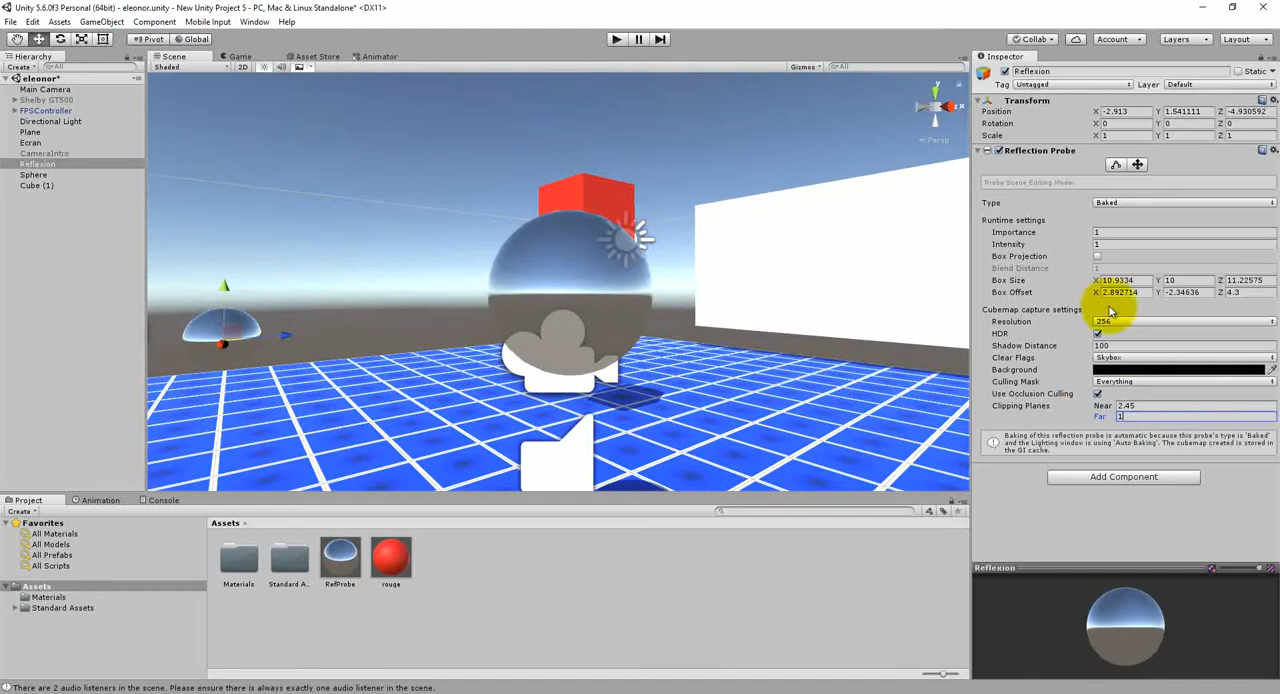 Unity 5.6.0f3 Personal (64bit) - eleonor.unity - New Unity Project 5 - PC, Mac & Linux Standalone* <DX11>
File Edit Assets GameObject Component Mobile Input Window Help
Pivot Global Collab Account Layers Layout
Hierarchy Scene Game Asset Store Animator Inspector
Create All Shaded 2D Gizmos All
eleonor*
Main Camera
Shelby GT500
FPSController
Directional Light
Plane
Ecran
CameraIntro
Reflexion
Sphere
Cube (1)
y
x
Persp
Reflexion Static
Tag Untagged Layer Default
Transform
Position X -2.913 Y 1.541111 Z -4.930592
Rotation X 0 Y 0 Z 0
Scale X 1 Y 1 Z 1
Reflection Probe
Probe Scene Editing Mode:
Type Baked
Runtime settings
Importance 1
Intensity 1
Box Projection
Blend Distance 1
Box Size X 10.9334 Y 10 Z 11.22575
Box Offset X 2.892714 Y -2.34636 Z 4.3
Cubemap capture settings
Resolution 256
HDR
Shadow Distance 100
Clear Flags Skybox
Background
Culling Mask Everything
Use Occlusion Culling
Clipping Planes Near 2.45
Far 1
Baking of this reflection probe is automatic because this probe's type is 'Baked'
and the Lighting window is using 'Auto Baking'. The cubemap created is stored in
the GI cache.
Add Component
Reflexion
Project Animation Console
Create
Favorites
All Materials
All Models
All Prefabs
All Scripts
Assets
Materials
Standard Assets
Assets
Materials Standard A... RefProbe rouge
There are 2 audio listeners in the scene. Please ensure there is always exactly one audio listener in the scene.